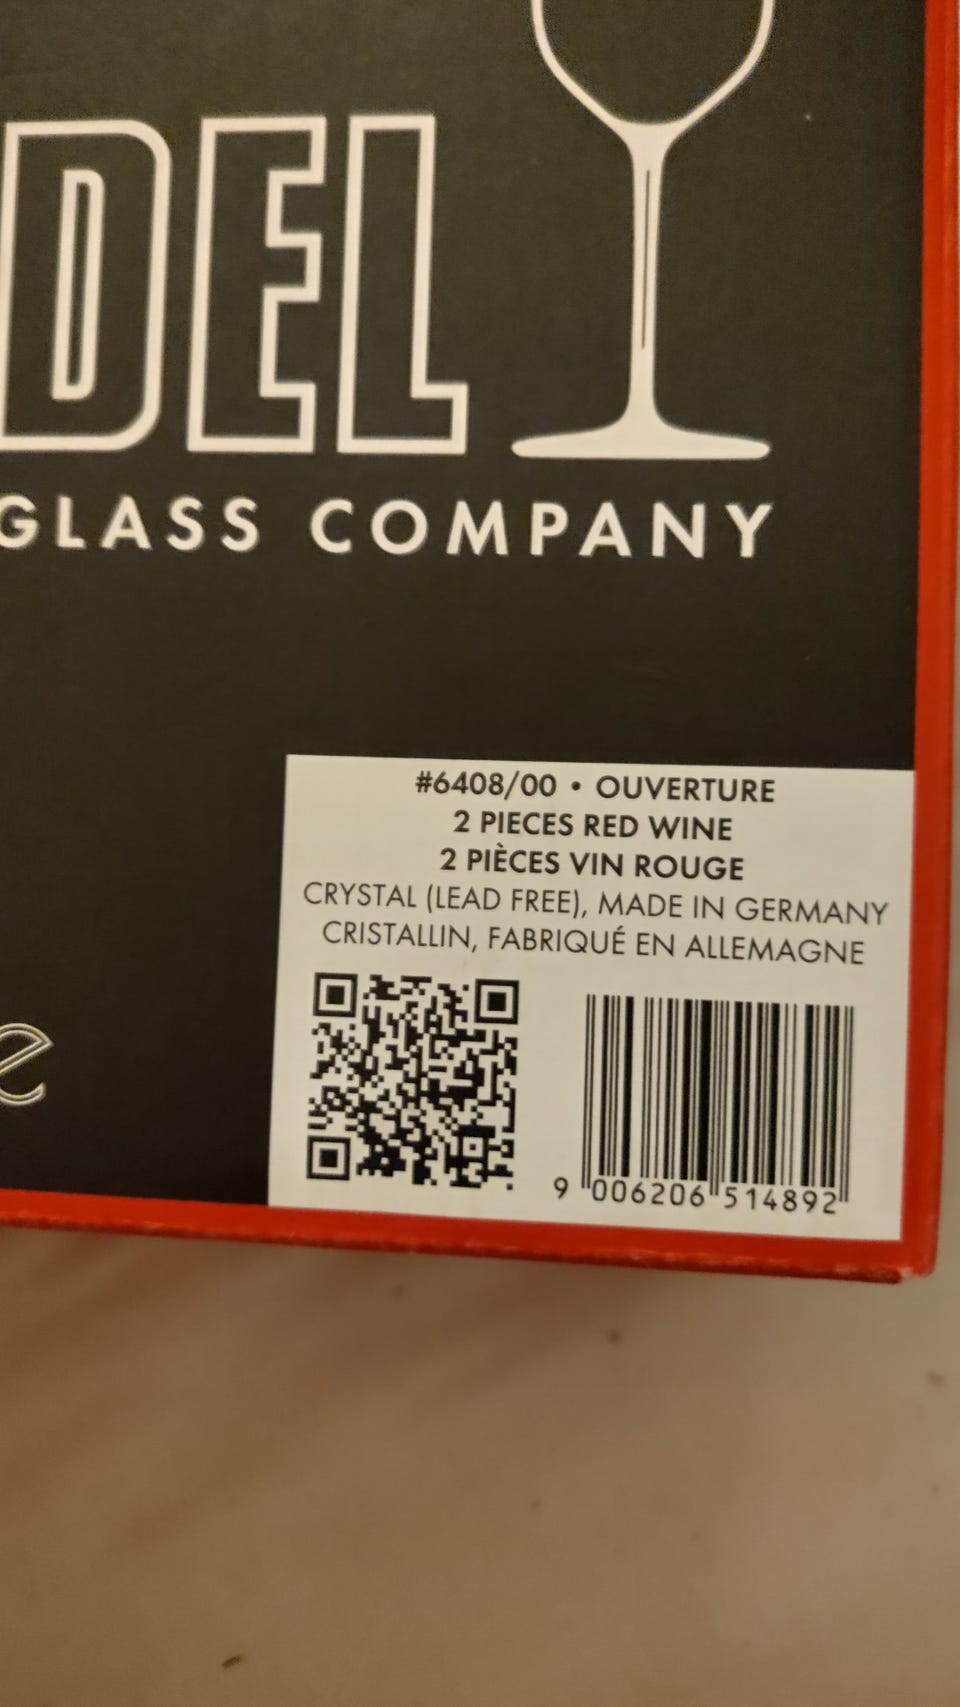 DEL
GLASS COMPANY
#6408/00 • OUVERTURE
2 PIECES RED WINE
2 PIÈCES VIN ROUGE
CRYSTAL (LEAD FREE), MADE IN GERMANY
CRISTALLIN, FABRIQUÉ EN ALLEMAGNE
e
9 006206 514892